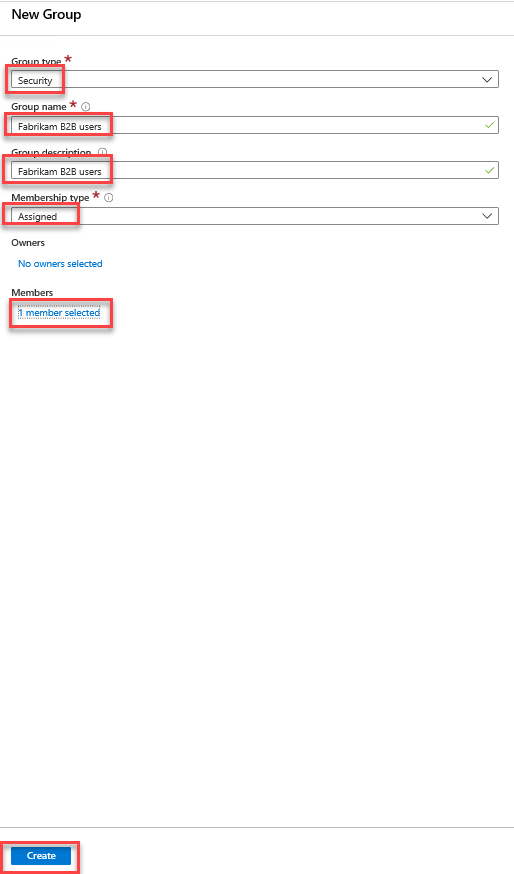 New Group
Group type *
Security
Group name *
Fabrikam B2B users
Group description
Fabrikam B2B users
Membership type *
Assigned
Owners
No owners selected
Members
1 member selected
Create